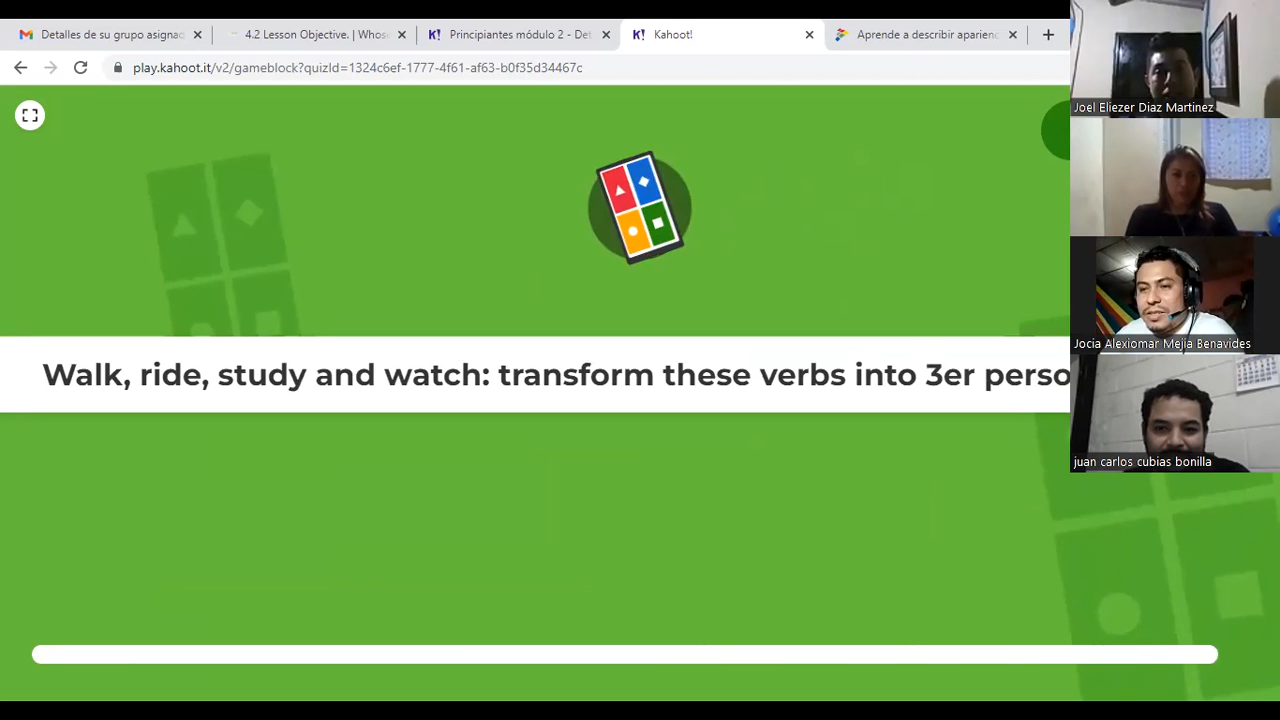 Detalles de su grupo asigna
4.2 Lesson Objective. | Whos
K! Principiantes módulo 2 - Det
K! Kahoot!
Aprende a describir aparien
play.kahoot.it/v2/gameblock?quizId=1324c6ef-1777-4f61-af63-b0f35d34467c
Walk, ride, study and watch: transform these verbs into 3er perso
Joel Eliezer Diaz Martinez
Jocia Alexiomar Mejia Benavides
juan carlos cubias bonilla